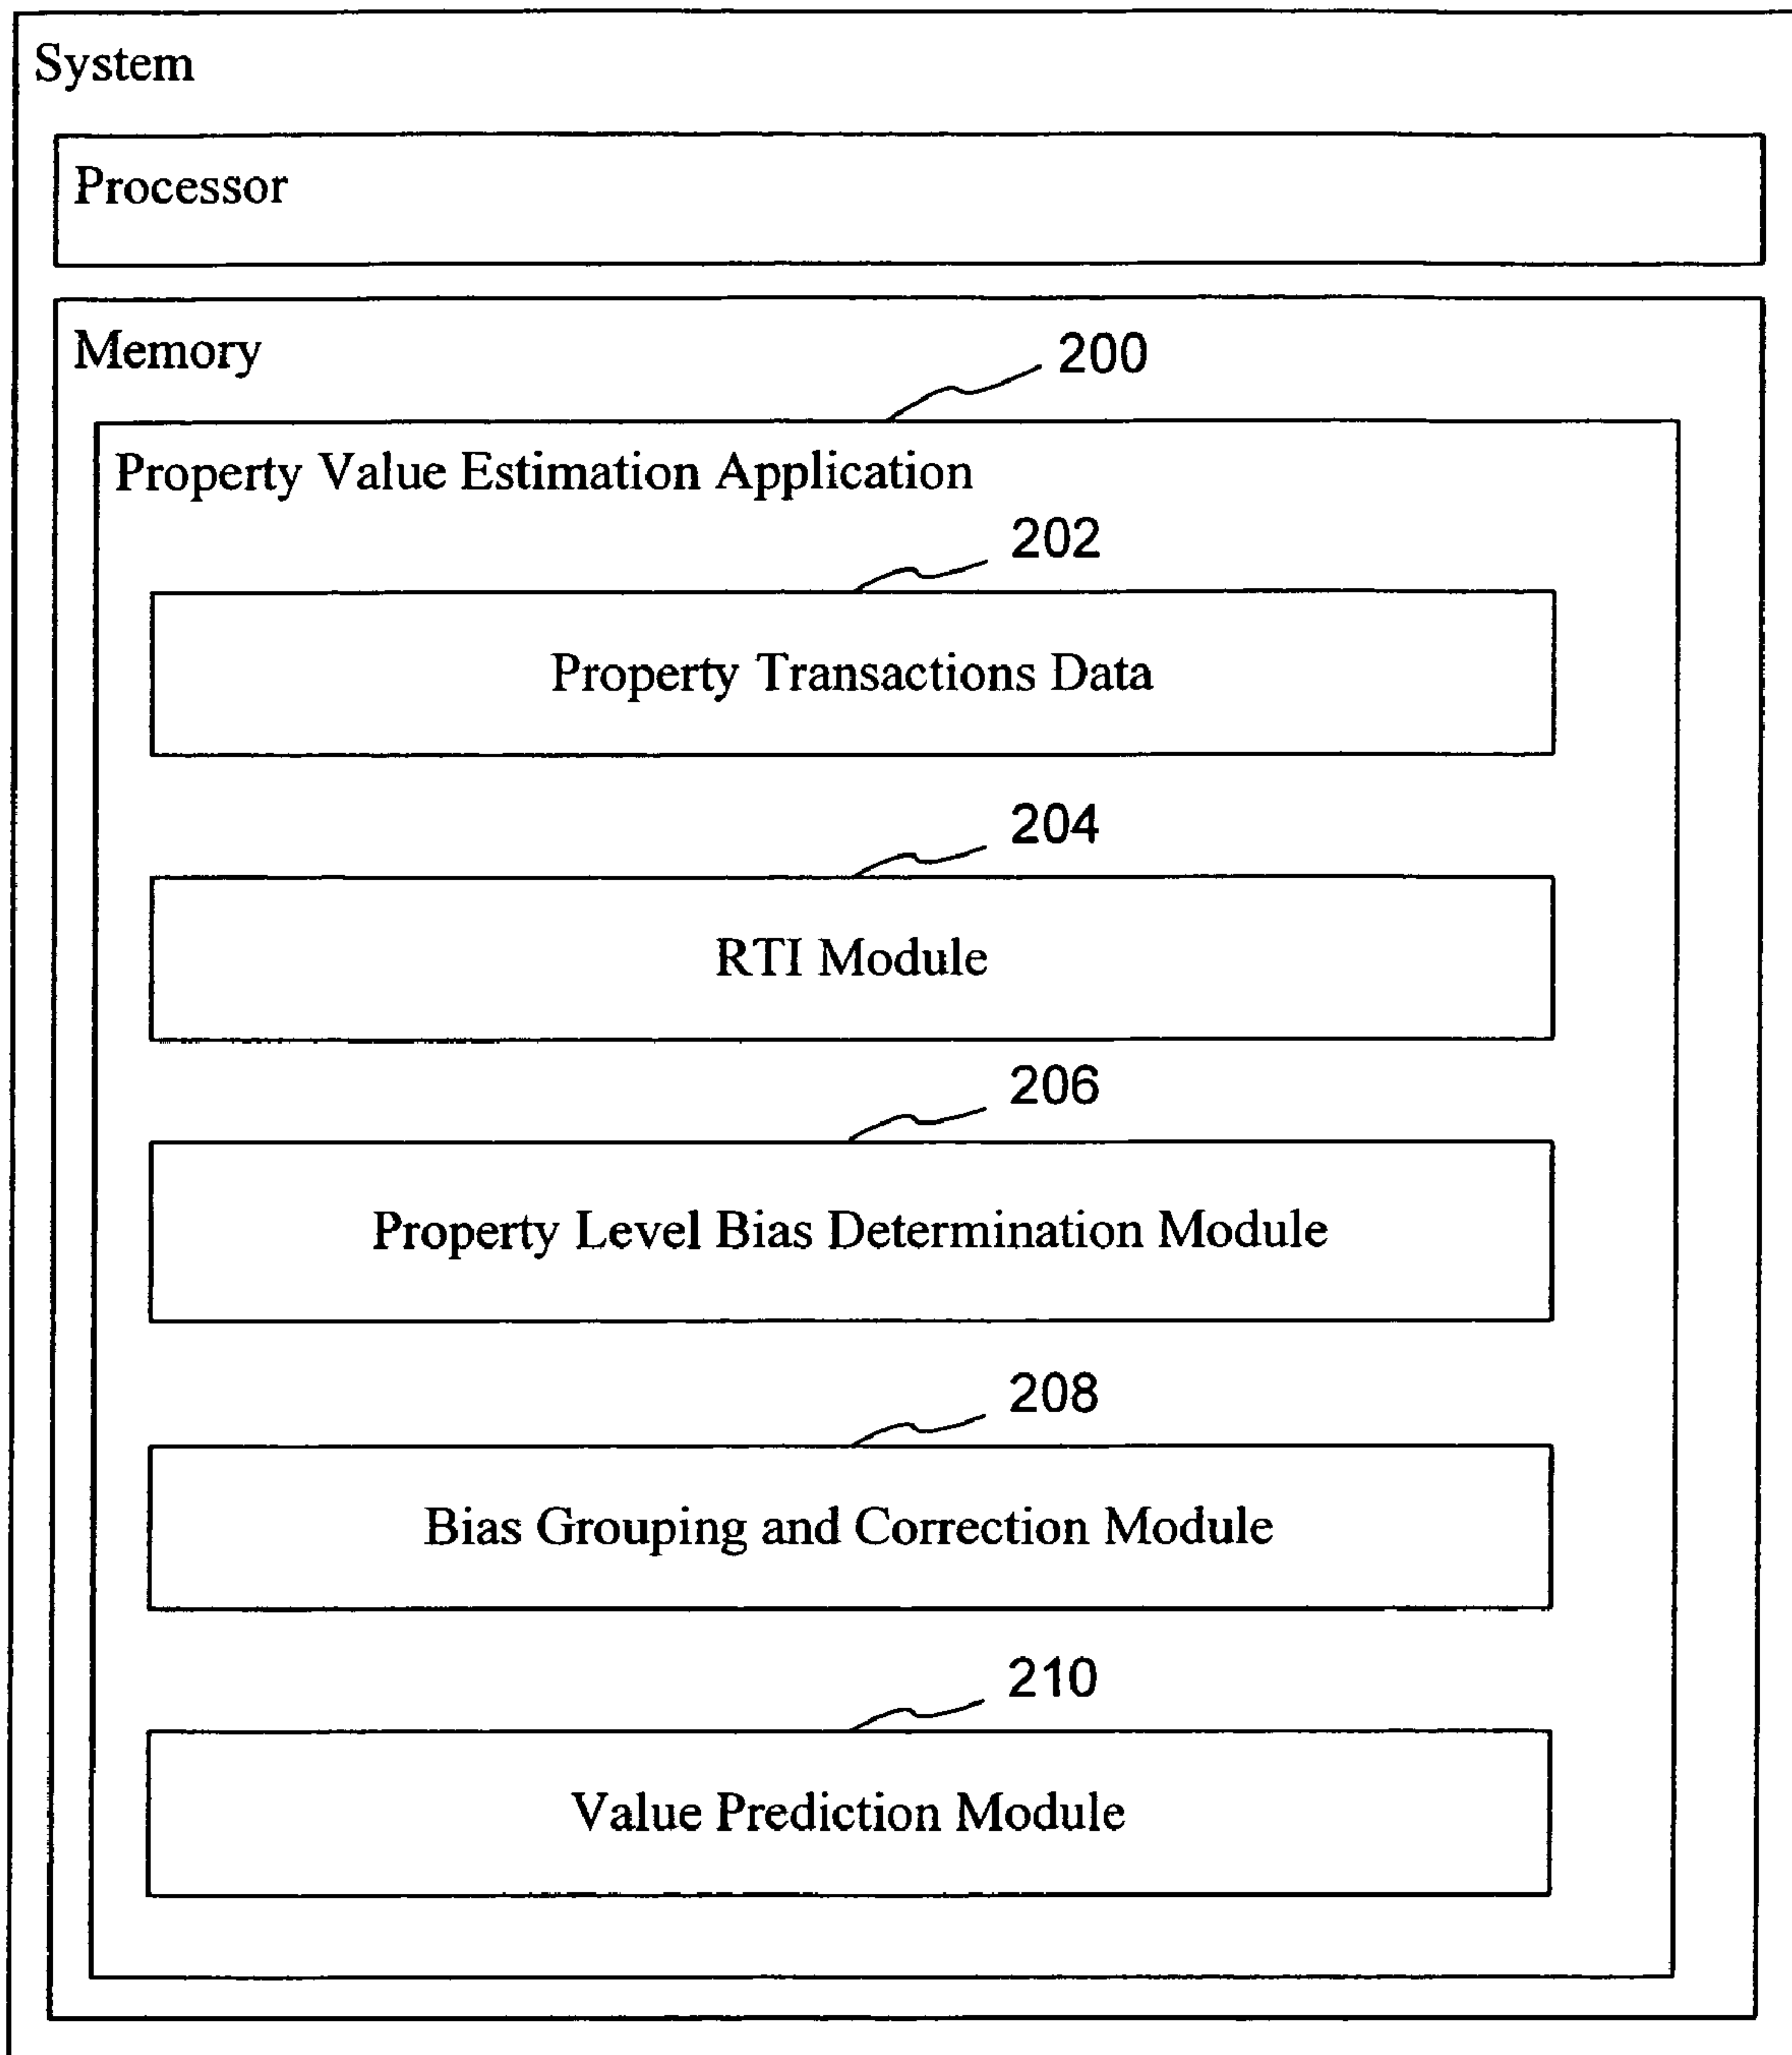 System
Processor
Memory
200
Property Value Estimation Application
202
Property Transactions Data
204
RTI Module
206
Property Level Bias Determination Module
208
Bias Grouping and Correction Module
210
Value Prediction Module